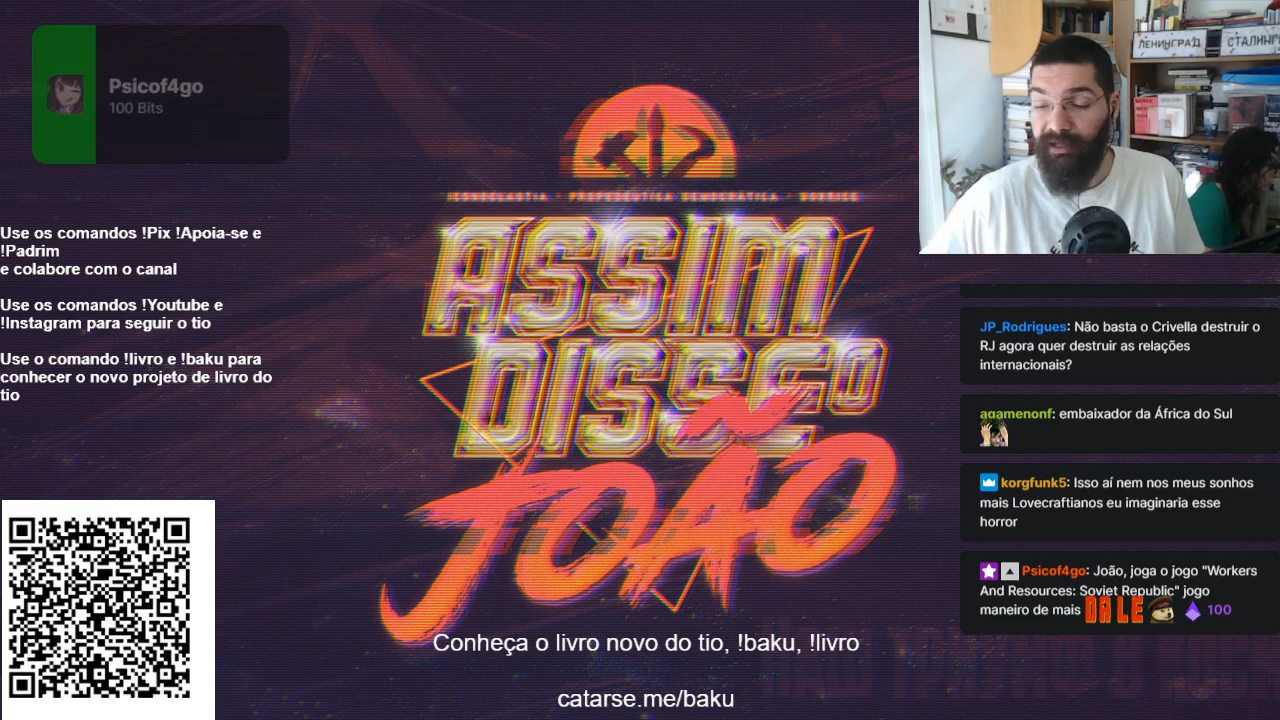 Psicof4go
100 Bits
Use os comandos !Pix !Apoia-se e
!Padrim
e colabore com o canal
Use os comandos !Youtube e
!Instagram para seguir o tio
Use o comando !livro e !baku para
conhecer o novo projeto de livro do
tio
ICONOCLASTIA - PROPEDÊUTICA DEMOCRÁTICA - BORRICE
ASSIM
DISSE O
JOÃO
Conheça o livro novo do tio, !baku, !livro
catarse.me/baku
ЛЕНИНГРАД
JP_Rodrigues: Não basta o Crivella destruir o
RJ agora quer destruir as relações
internacionais?
agamenonf: embaixador da África do Sul
korgfunk5: Isso aí nem nos meus sonhos
mais Lovecraftianos eu imaginaria esse
horror
Psicof4go: João, joga o jogo "Workers
And Resources: Soviet Republic" jogo
maneiro de mais DALE 100